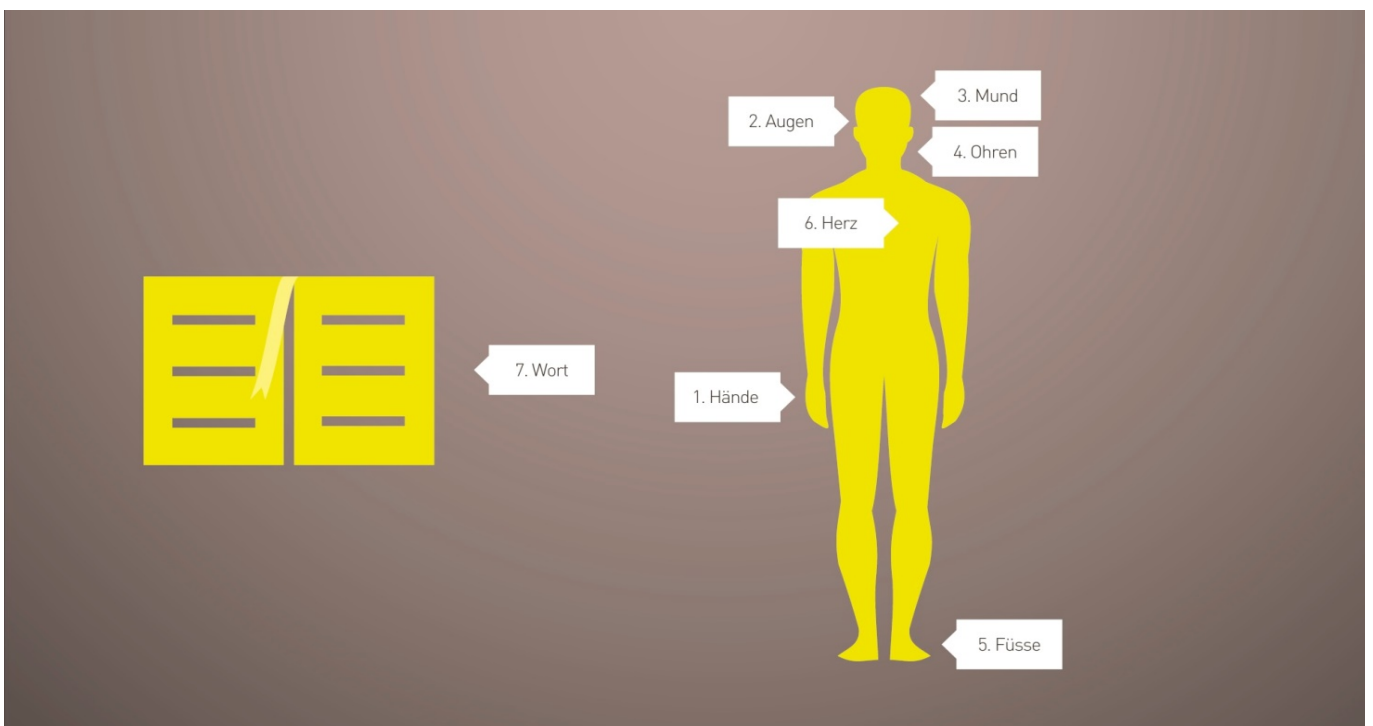 3. Mund
2. Augen
4. Ohren
6. Herz
7. Wort
1. Hände
5. Füsse